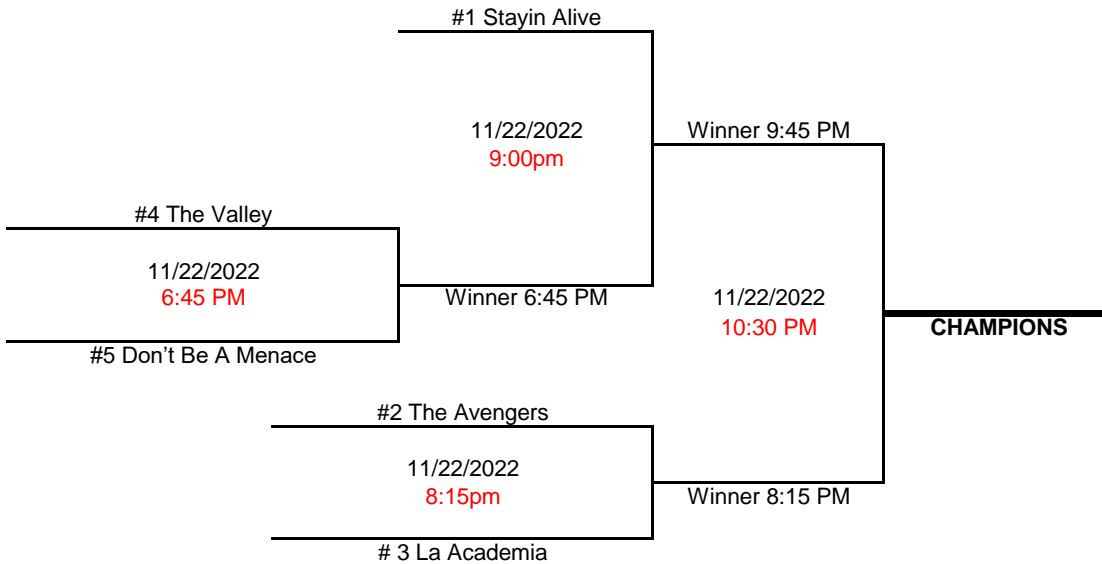 #1 Stayin Alive
11/22/2022
9:00pm
Winner 9:45 PM
#4 The Valley
11/22/2022
6:45 PM
Winner 6:45 PM
11/22/2022
10:30 PM
CHAMPIONS
#5 Don’t Be A Menace
#2 The Avengers
11/22/2022
8:15pm
Winner 8:15 PM
# 3 La Academia